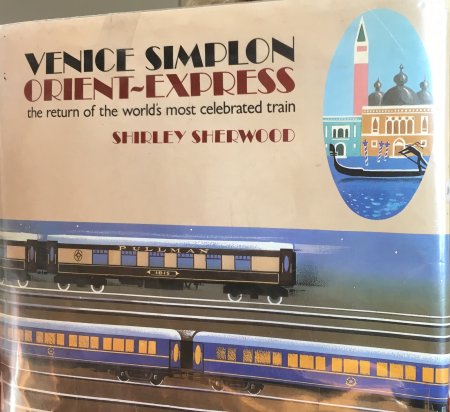 VENICE SIMPLON
ORIENT-EXPRESS
the return of the world's most celebrated train
SHIRLEY SHERWOOD
PULLMAN